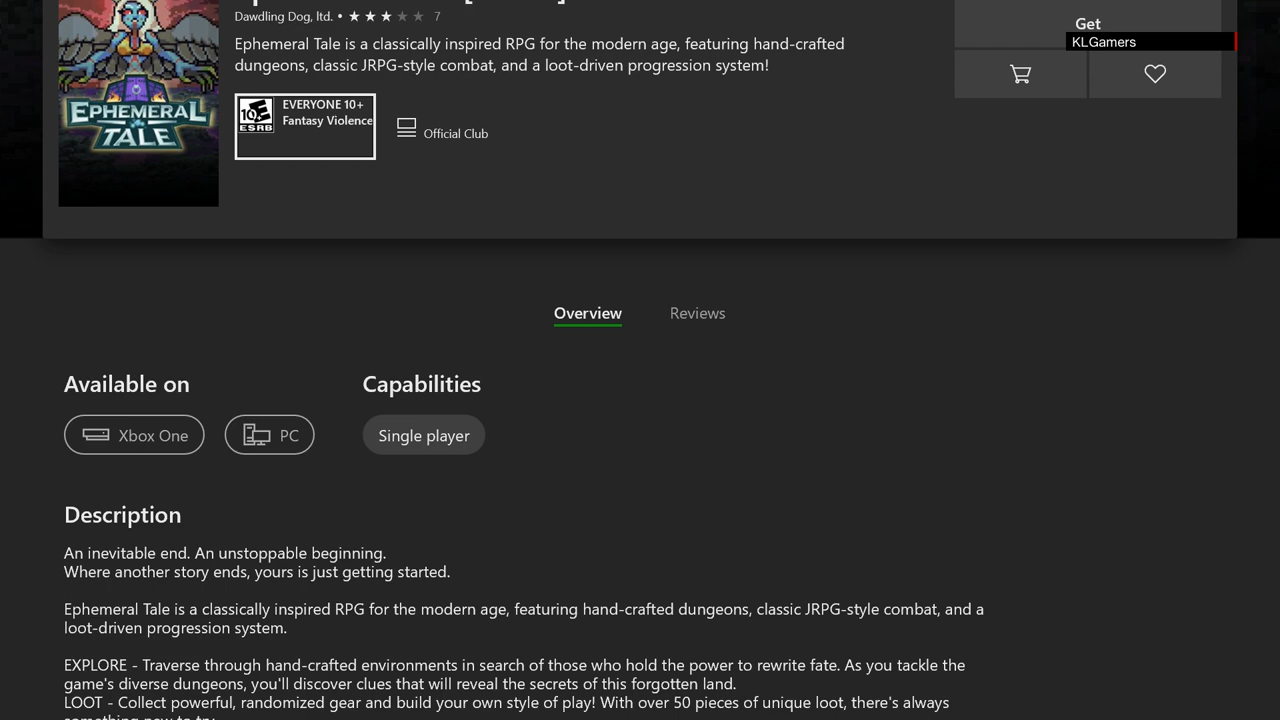 Dawdling Dog, ltd. • ★ ★ ★ ★ ★ 7
Ephemeral Tale is a classically inspired RPG for the modern age, featuring hand-crafted
dungeons, classic JRPG-style combat, and a loot-driven progression system!
EPHEMERAL
TALE
10+
ESRB
EVERYONE 10+
Fantasy Violence
Official Club
Get
KLGamers
Overview
Reviews
Available on
Capabilities
Xbox One
PC
Single player
Description
An inevitable end. An unstoppable beginning.
Where another story ends, yours is just getting started.
Ephemeral Tale is a classically inspired RPG for the modern age, featuring hand-crafted dungeons, classic JRPG-style combat, and a
loot-driven progression system.
EXPLORE - Traverse through hand-crafted environments in search of those who hold the power to rewrite fate. As you tackle the
game's diverse dungeons, you'll discover clues that will reveal the secrets of this forgotten land.
LOOT - Collect powerful, randomized gear and build your own style of play! With over 50 pieces of unique loot, there's always
something new to try.